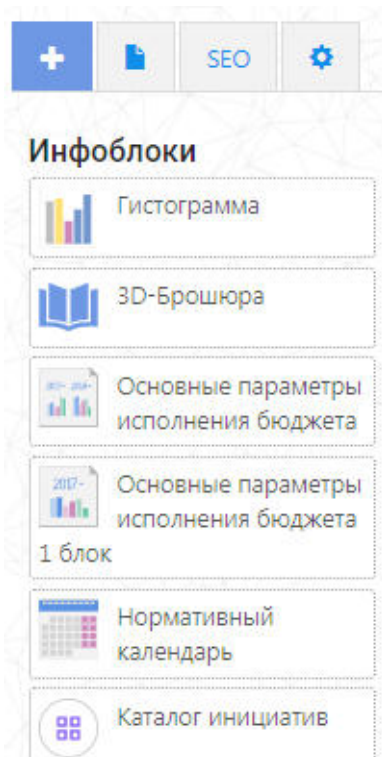 SEO
Инфоблоки
Гистограмма
3D-Брошюра
Основные параметры
исполнения бюджета
2017-
Основные параметры
исполнения бюджета
1 блок
Нормативный
календарь
Каталог инициатив